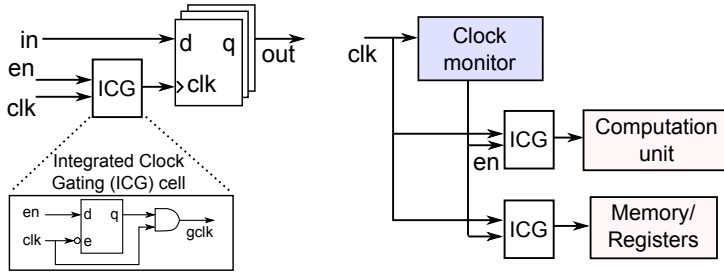 in
d
q
out
en
clk
ICG
clk
Integrated Clock
Gating (ICG) cell
en
d
q
clk
e
gclk
clk
Clock
monitor
ICG
en
Computation
unit
ICG
Memory/
Registers